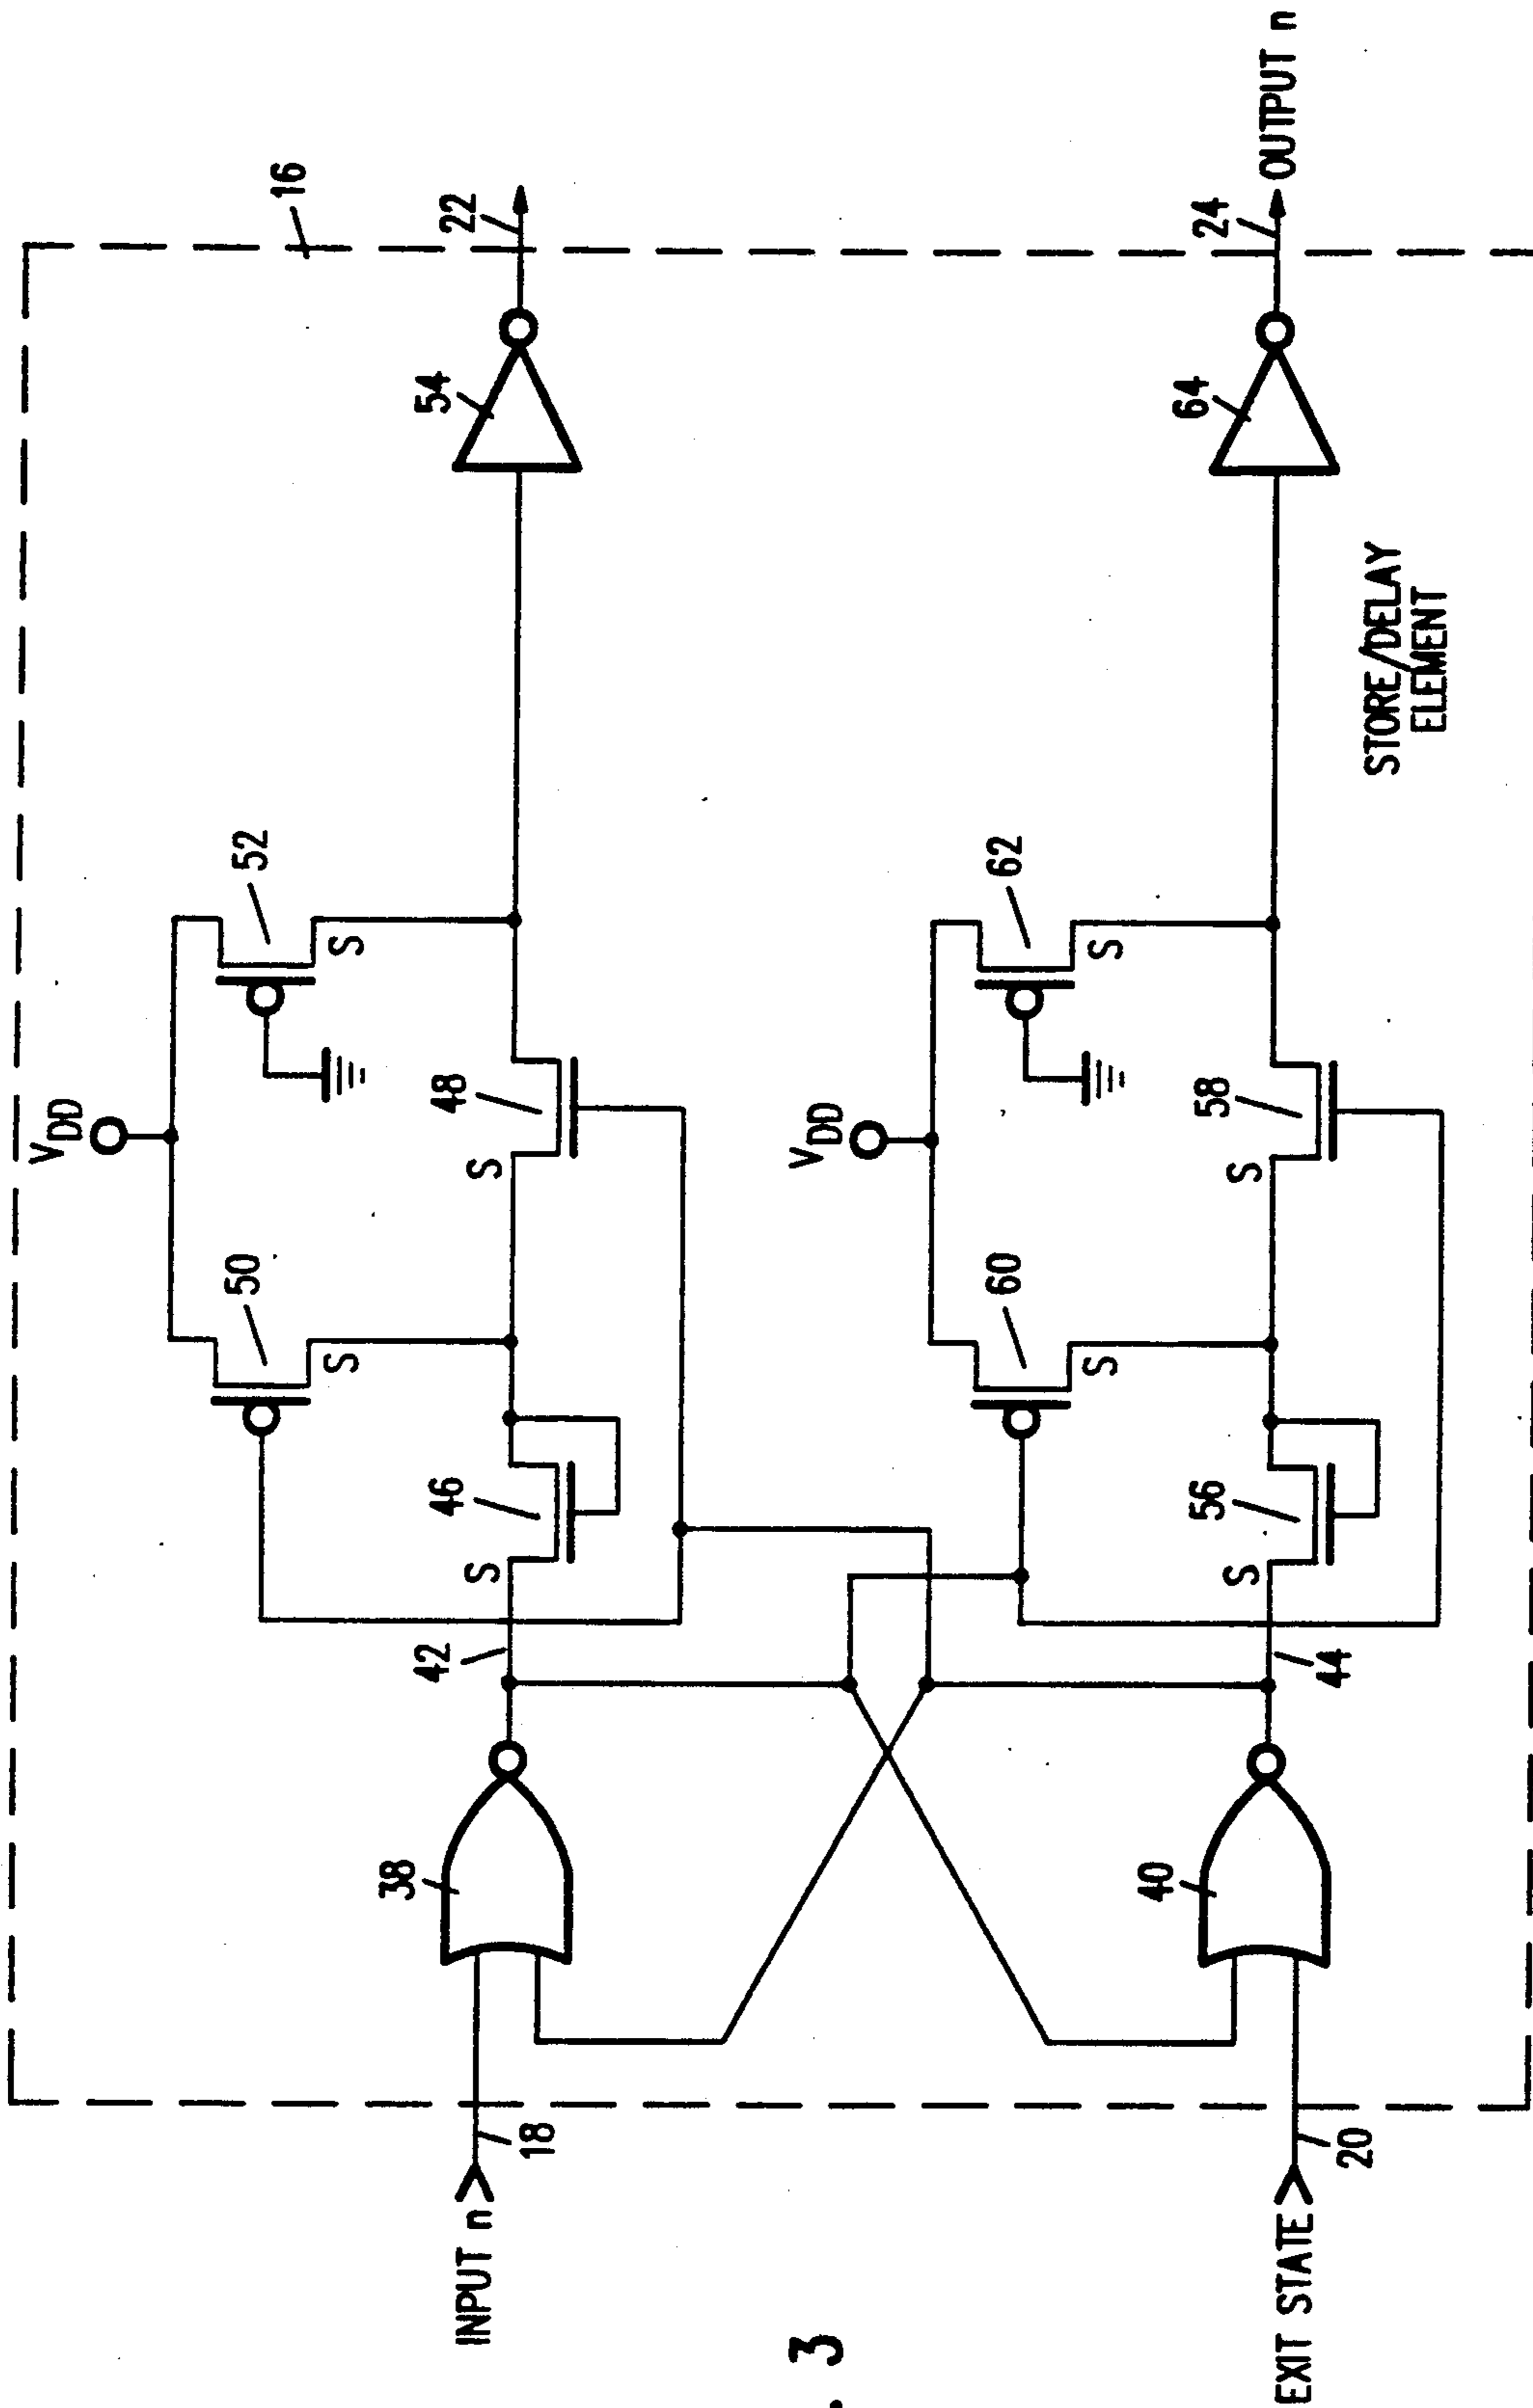 16
V_DD
50
52
INPUT n
18
38
42
S
46
S
S
48
S
54
22
V_DD
60
62
EXIT STATE
20
40
44
S
56
S
S
58
S
64
24
OUTPUT n
STORE/DELAY
ELEMENT
. 3